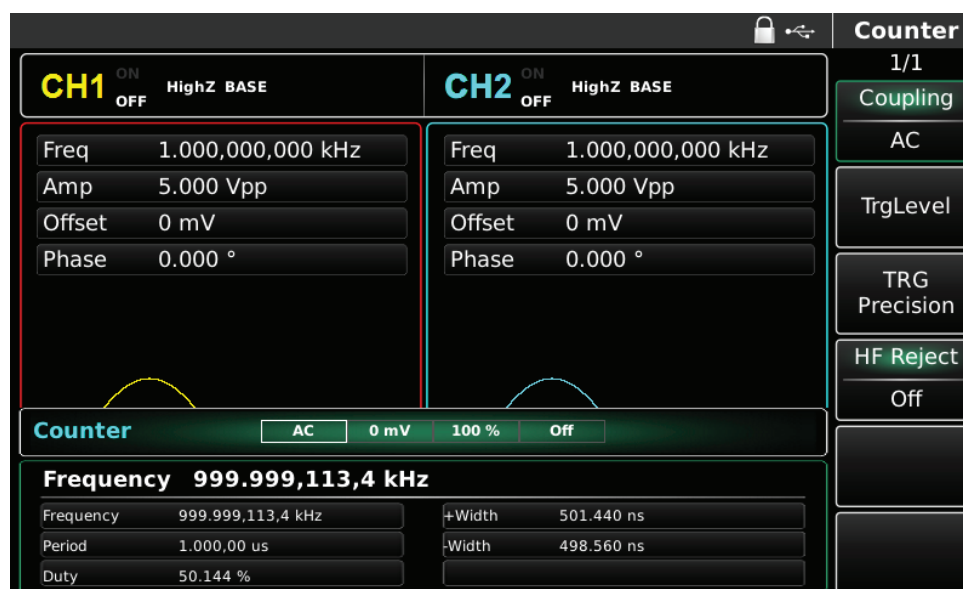 Counter
1/1
CH1 ON OFF HighZ BASE
CH2 ON OFF HighZ BASE
Coupling
AC
Freq 1.000,000,000 kHz
Amp 5.000 Vpp
Offset 0 mV
Phase 0.000 °
Freq 1.000,000,000 kHz
Amp 5.000 Vpp
Offset 0 mV
Phase 0.000 °
TrgLevel
TRG
Precision
HF Reject
Off
Counter AC 0 mV 100 % Off
Frequency 999.999,113,4 kHz
Frequency 999.999,113,4 kHz
+Width 501.440 ns
Period 1.000,00 us
-Width 498.560 ns
Duty 50.144 %